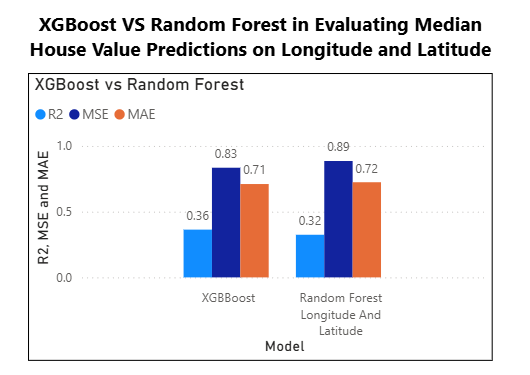 XGBoost VS Random Forest in Evaluating Median
House Value Predictions on Longitude and Latitude
XGBoost vs Random Forest
R2 MSE MAE
R2, MSE and MAE
1.0
0.5
0.0
0.36
0.83
0.71
0.32
0.89
0.72
XGBBoost
Random Forest
Longitude And
Latitude
Model